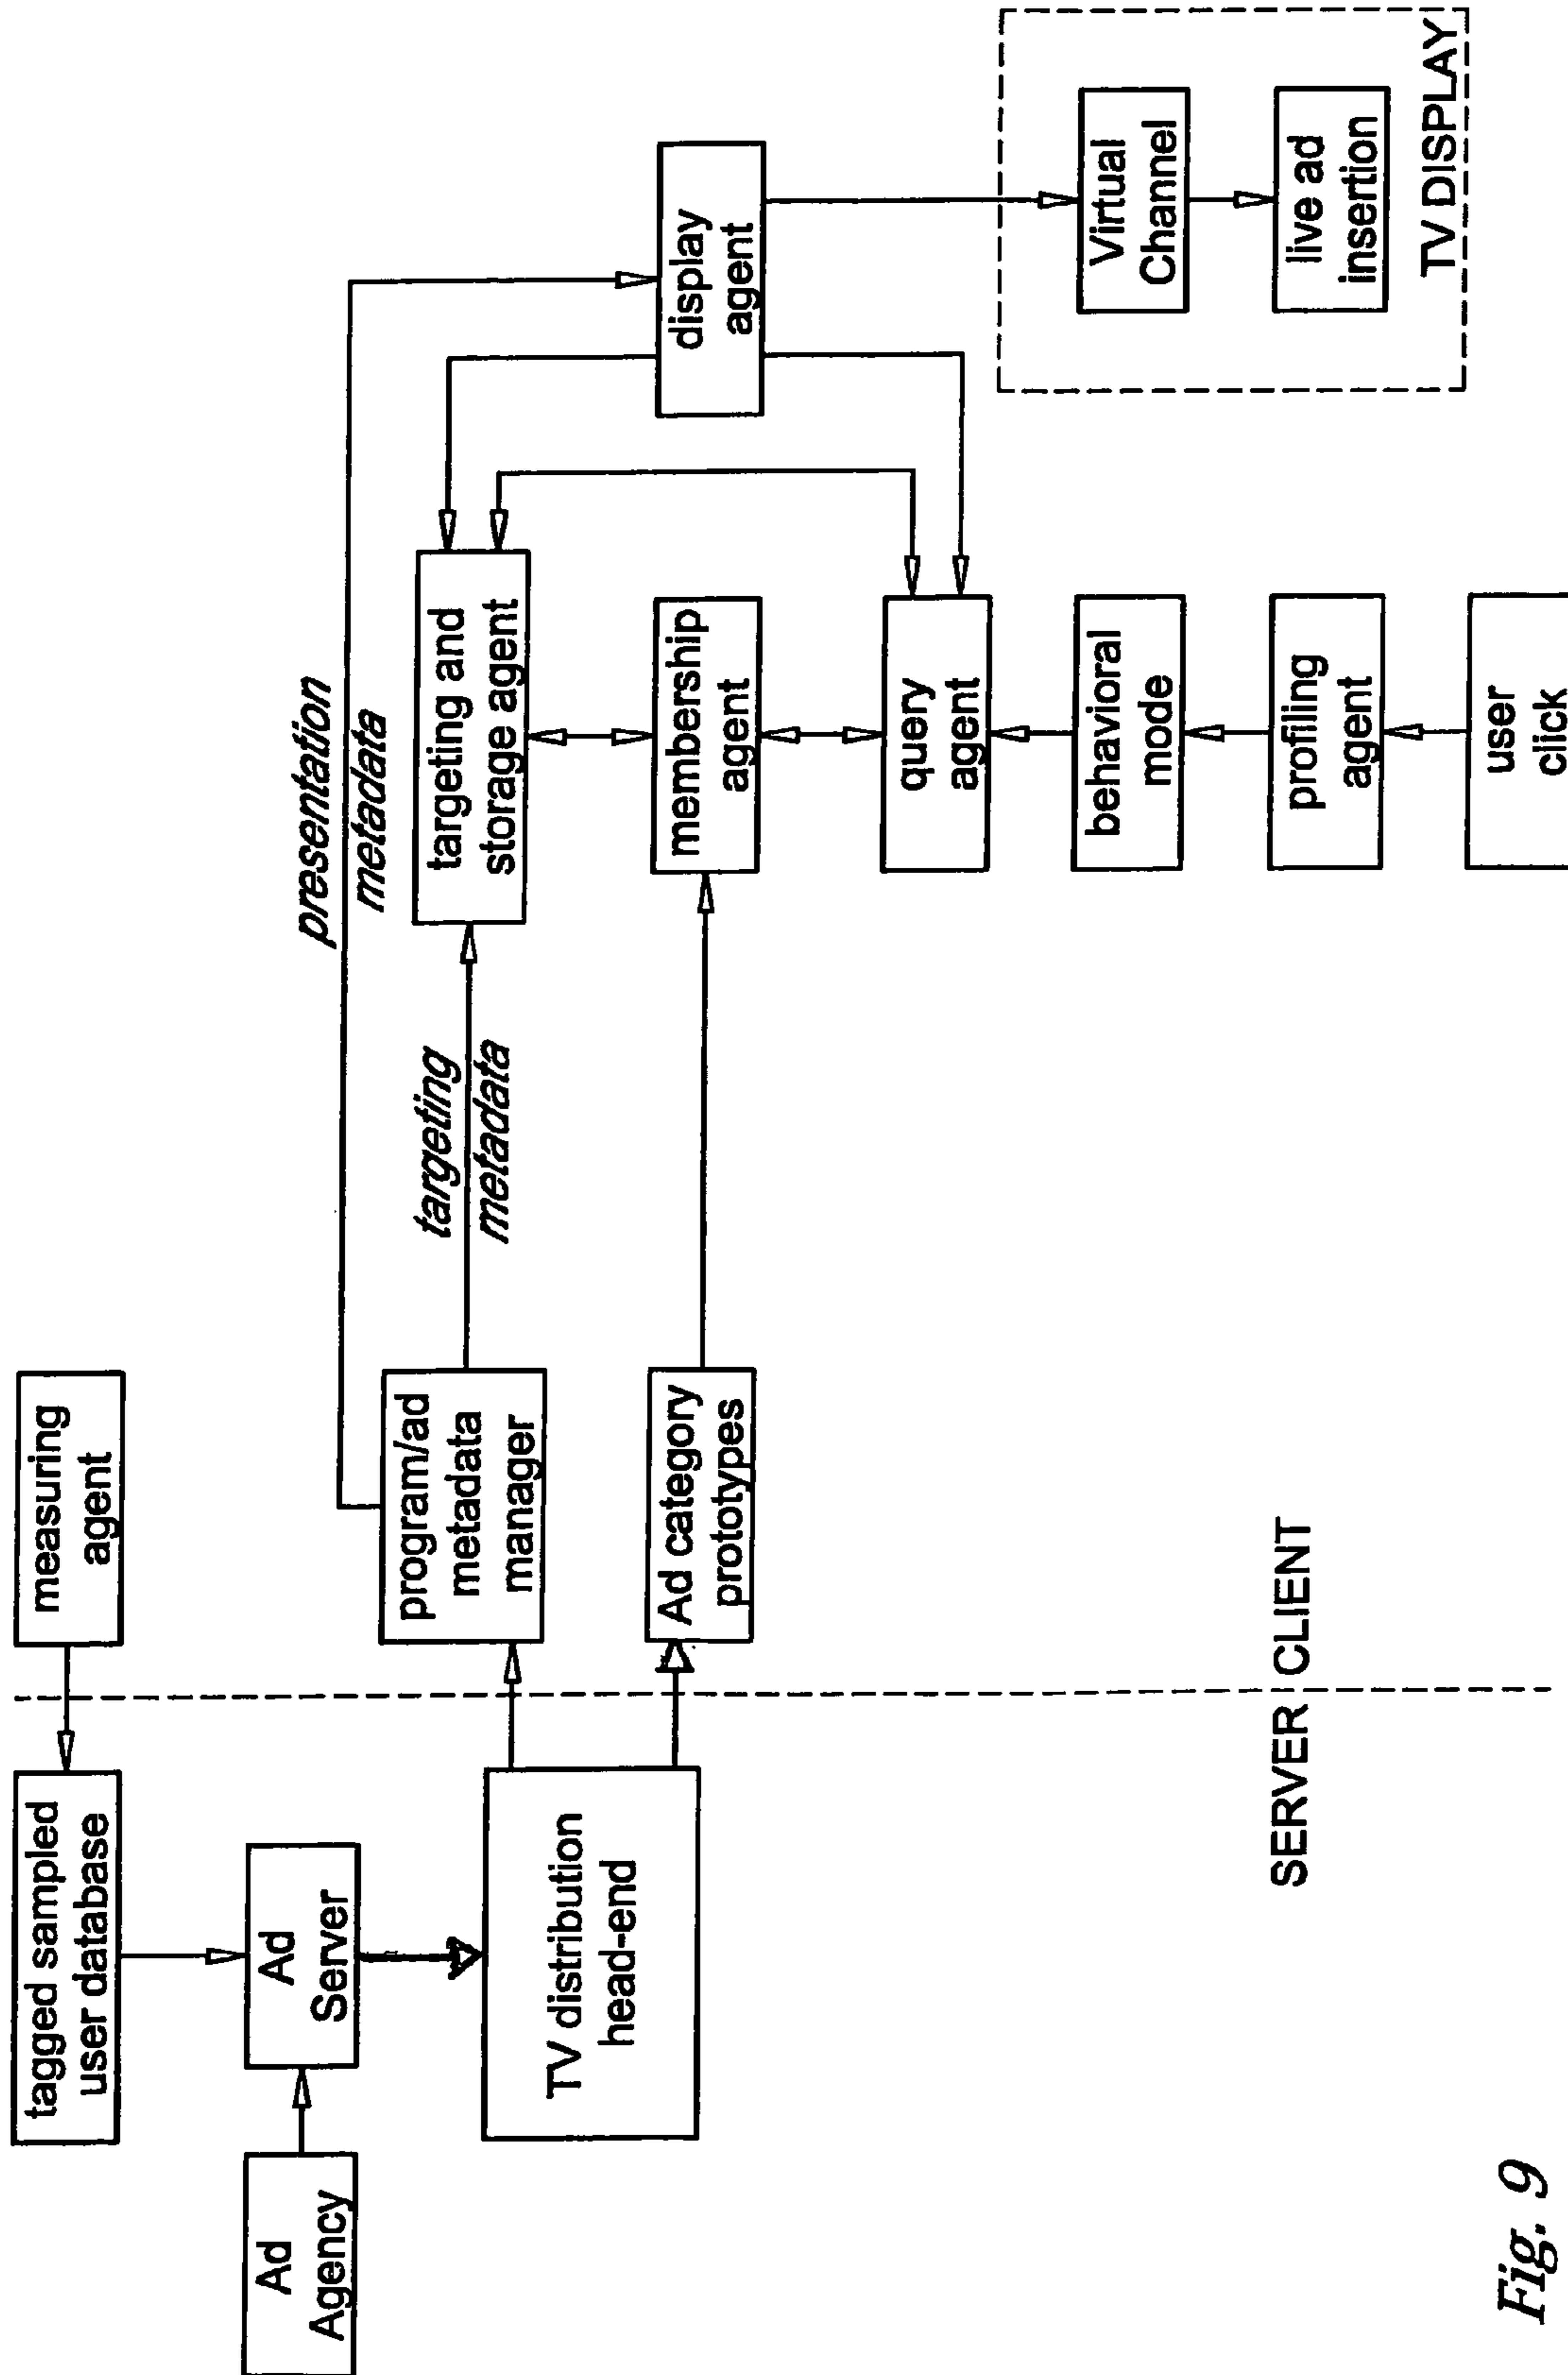 tagged sampled
user database
measuring
agent
Ad
Agency
Ad
Server
TV distribution
head-end
program/ad
metadata
manager
Ad category
prototypes
presentation
metadata
targeting
metadata
targeting and
storage agent
membership
agent
query
agent
behavioral
mode
profiling
agent
user
click
display
agent
Virtual
Channel
live ad
insertion
TV DISPLAY
SERVER
CLIENT
Fig. 9